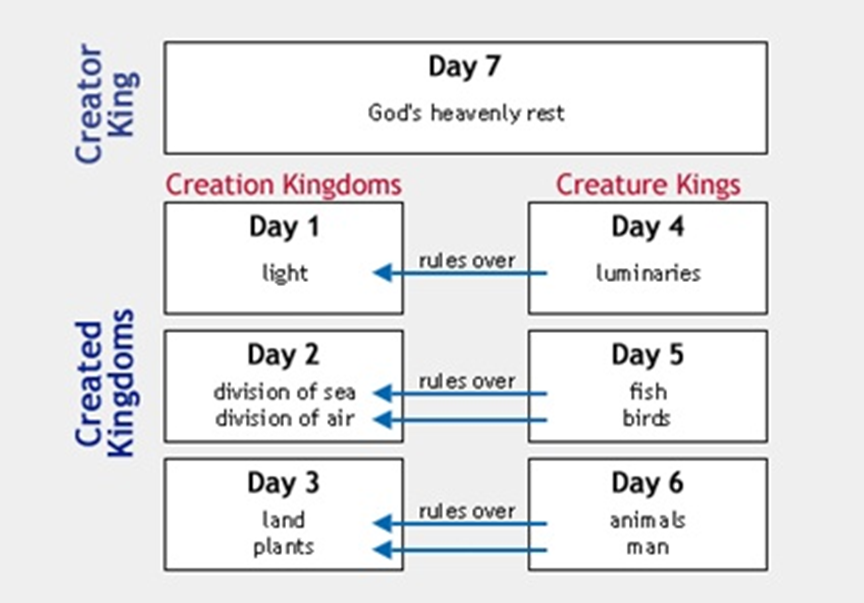 Creator
King
Day 7
God's heavenly rest
Creation Kingdoms
Creature Kings
Created
Kingdoms
Day 1
light
rules over
Day 4
luminaries
Day 2
division of sea
division of air
rules over
Day 5
fish
birds
Day 3
land
plants
rules over
Day 6
animals
man